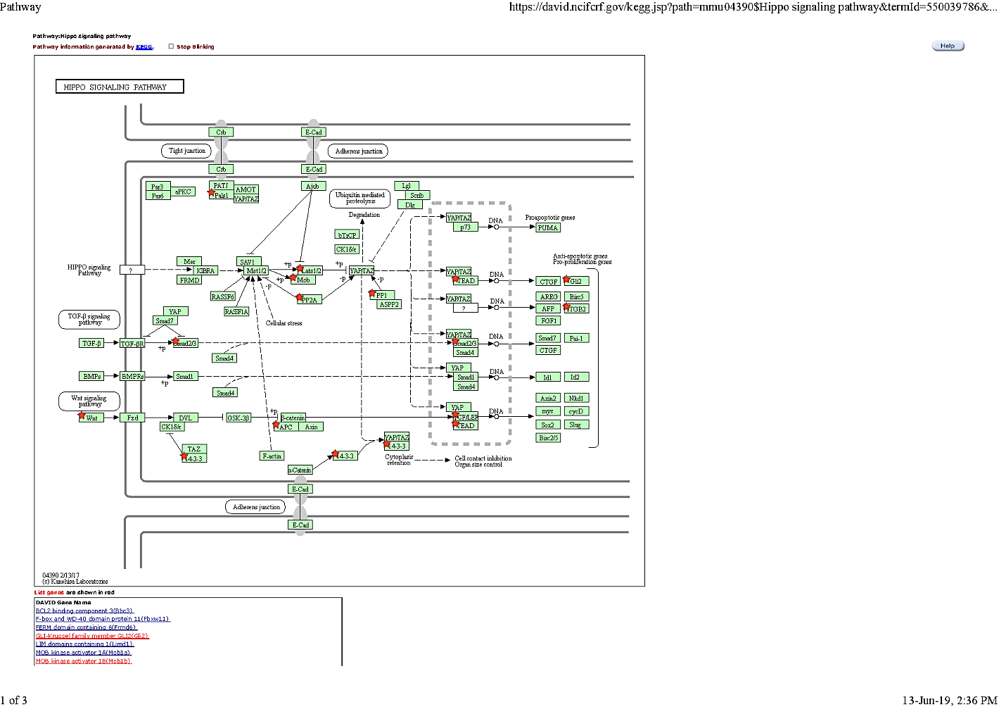 Pathway
https://david.ncifcrf.gov/kegg.jsp?path=mmu04390$Hippo signaling pathway&termId=550039786&...
Pathway:Hippo signaling pathway
Pathway information generated by KEGG.
Stop Blinking
Help
HIPPO SIGNALING PATHWAY
Crb
E-Cad
Tight junction
Adherens junction
Crb
E-Cad
Par3
Par6
aPKC
PATJ
Pals1
AMOT
YAP/TAZ
Ajub
Ubiquitin mediated
proteolysis
Lgl
Scrib
Dlg
Degradation
YAP/TAZ
p73
DNA
Proapoptotic genes
PUMA
bTrCP
CK1δ/ε
Anti-apoptotic genes
Pro-proliferation genes
HIPPO signaling
Pathway
?
Mer
KIBRA
FRMD
SAV1
Mst1/2
+p
Lats1/2
+p
Mob
+p
YAP/TAZ
-p
PP2A
-p
-p
PP1
ASPP2
YAP/TAZ
TEAD
DNA
CTGF
Gli2
RASSF6
RASSF1A
YAP/TAZ
?
DNA
AREG
Birc5
AFP
ITGB2
FGF1
Cellular stress
TGF-β signaling
pathway
YAP
Smad7
TGF-β
TGF-βR
+p
Smad2/3
Smad4
YAP/TAZ
Smad2/3
Smad4
DNA
Smad7
Pai-1
CTGF
BMPs
BMPRs
+p
Smad1
Smad4
YAP
Smad1
Smad4
DNA
Id1
Id2
Wnt signaling
pathway
Wnt
Fzd
DVL
CK1δ/ε
GSK-3β
+p
β-catenin
APC
Axin
YAP
TCF/LEF
TEAD
DNA
Axin2
Nkd1
myc
cycD
Sox2
Slug
Birc2/5
TAZ
14-3-3
F-actin
α-Catenin
14-3-3
YAP/TAZ
14-3-3
Cytoplasic
retention
Cell contact inhibition
Organ size control
E-Cad
Adherens junction
E-Cad
04390 2/13/17
(c) Kanehisa Laboratories
List genes are shown in red
DAVID Gene Name
BCL2 binding component 3(Bbc3)
F-box and WD-40 domain protein 11(Fbxw11)
FERM domain containing 6(Frmd6)
GLI-Kruppel family member GLI2(Gli2)
LIM domains containing 1(Limd1)
MOB kinase activator 1A(Mob1a)
MOB kinase activator 1B(Mob1b)
1 of 3
13-Jun-19, 2:36 PM